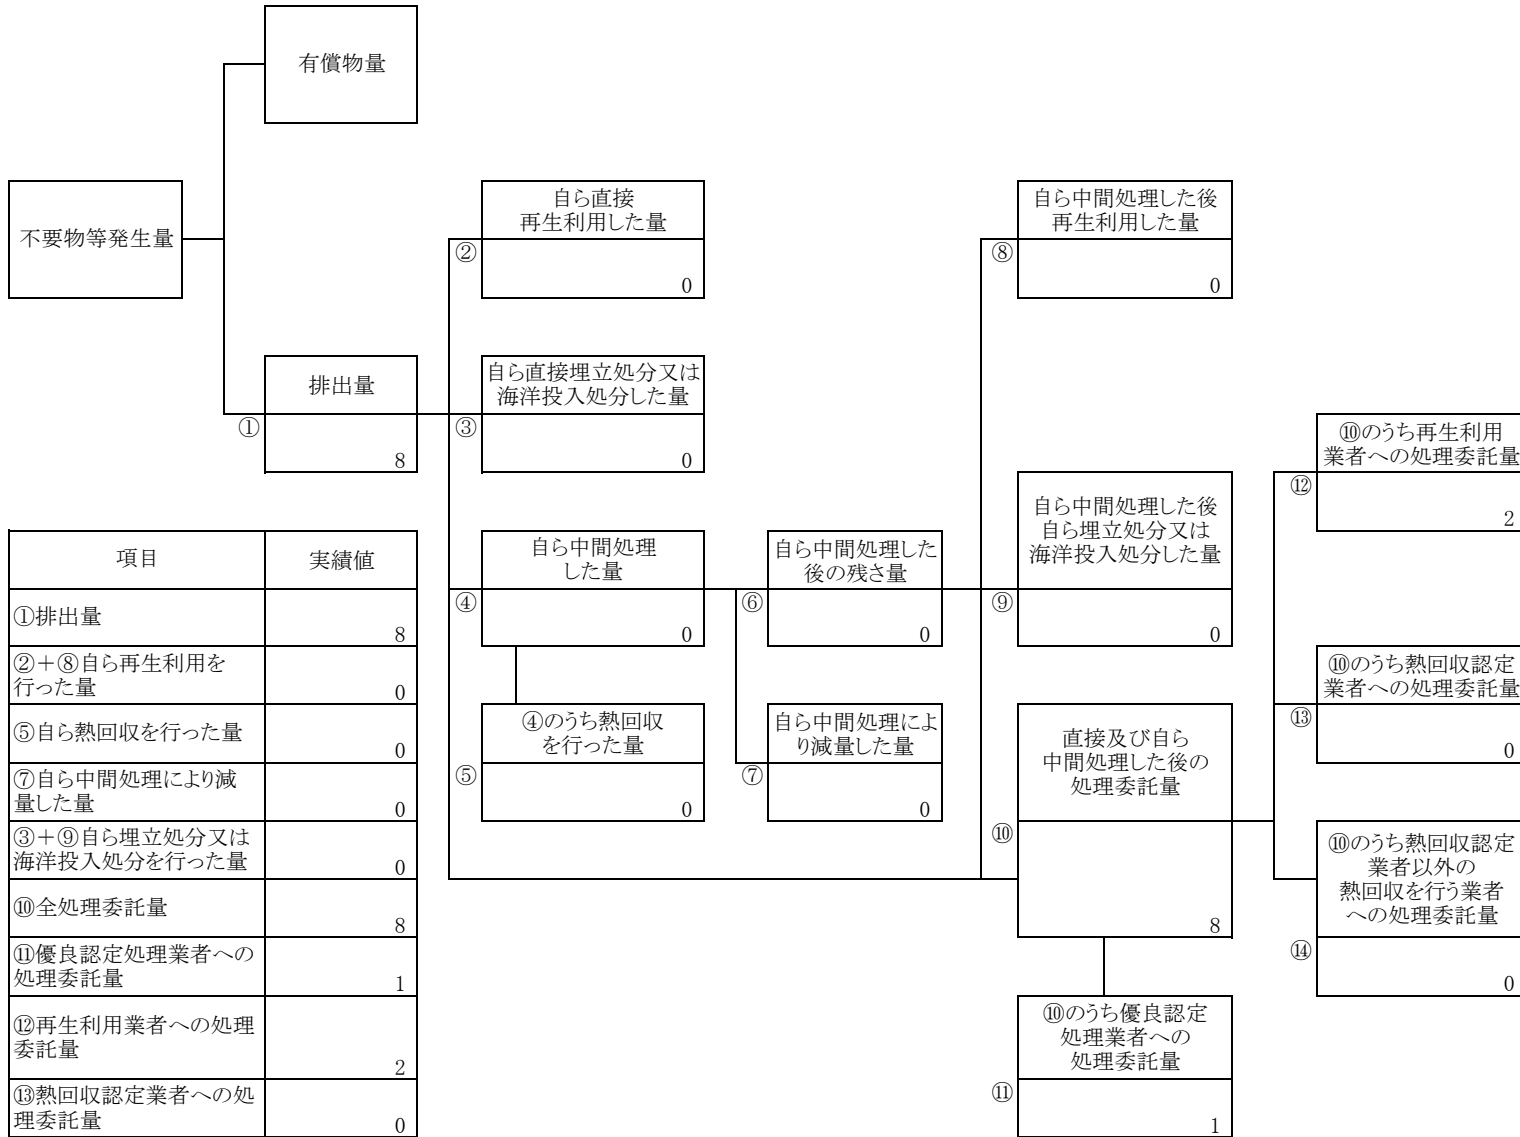 有償物量
不要物等発生量
自ら直接
再生利用した量
②
0
自ら中間処理した後
再生利用した量
⑧
0
排出量
①
8
自ら直接埋立処分又は
海洋投入処分した量
③
0
自ら中間処理
した量
④
0
自ら中間処理した
後の残さ量
⑥
0
自ら中間処理した後
自ら埋立処分又は
海洋投入処分した量
⑨
0
⑩のうち再生利用
業者への処理委託量
⑫
2
④のうち熱回収
を行った量
⑤
0
自ら中間処理によ
り減量した量
⑦
0
直接及び自ら
中間処理した後の
処理委託量
⑩
8
⑩のうち熱回収認定
業者への処理委託量
⑬
0
⑩のうち熱回収認定
業者以外の
熱回収を行う業者
への処理委託量
⑭
0
⑩のうち優良認定
処理業者への
処理委託量
⑪
1
項目 実績値
①排出量
8
②+⑧自ら再生利用を
行った量
0
⑤自ら熱回収を行った量
0
⑦自ら中間処理により減
量した量
0
③+⑨自ら埋立処分又は
海洋投入処分を行った量
0
⑩全処理委託量
8
⑪優良認定処理業者への
処理委託量
1
⑫再生利用業者への処理
委託量
2
⑬熱回収認定業者への処
理委託量
0